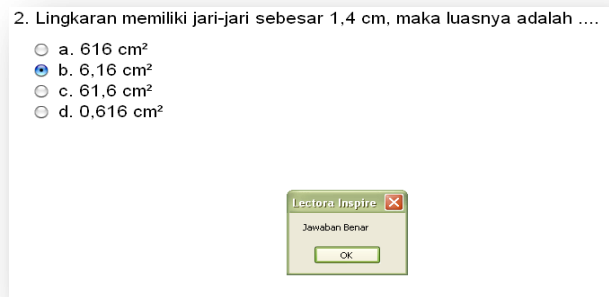 2. Lingkaran memiliki jari-jari sebesar 1,4 cm, maka luasnya adalah ....
a. 616 cm²
b. 6,16 cm²
c. 61,6 cm²
d. 0,616 cm²
Lectora Inspire
Jawaban Benar
OK